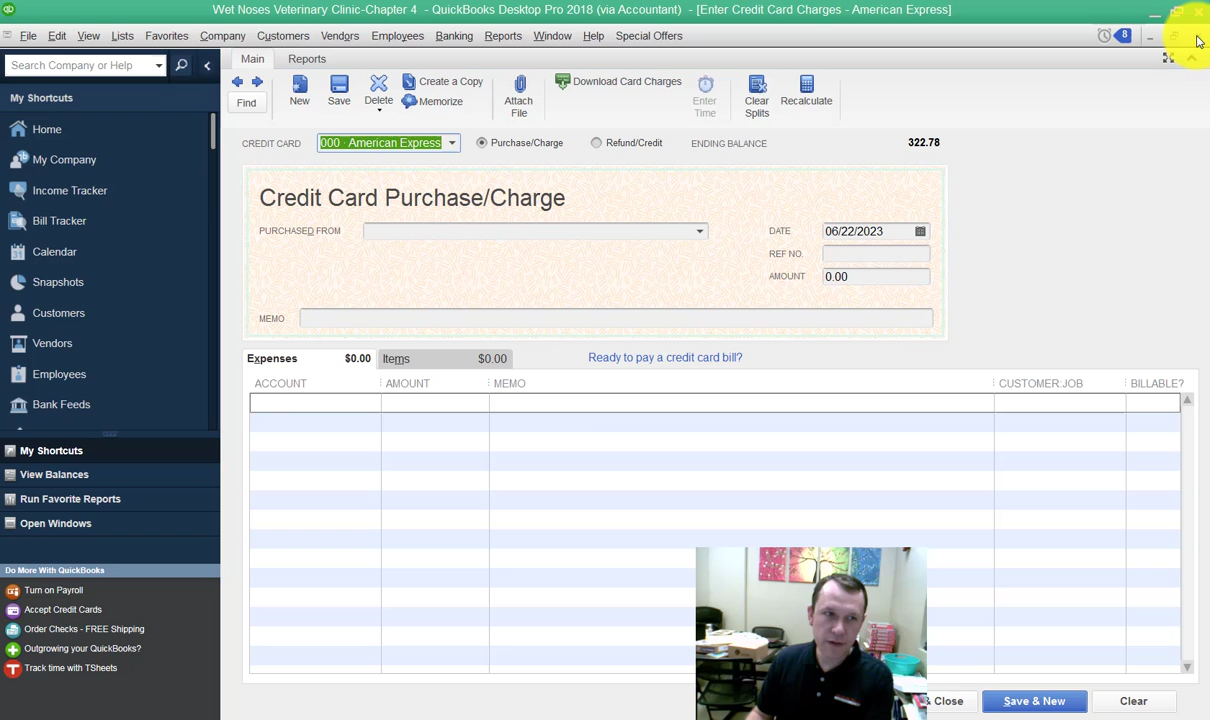 Wet Noses Veterinary Clinic-Chapter 4 - QuickBooks Desktop Pro 2018 (via Accountant) - [Enter Credit Card Charges - American Express]
File Edit View Lists Favorites Company Customers Vendors Employees Banking Reports Window Help Special Offers 8
Search Company or Help
Main Reports
My Shortcuts
Home
My Company
Income Tracker
Bill Tracker
Calendar
Snapshots
Customers
Vendors
Employees
Bank Feeds
My Shortcuts
View Balances
Run Favorite Reports
Open Windows
Do More With QuickBooks
Turn on Payroll
Accept Credit Cards
Order Checks - FREE Shipping
Outgrowing your QuickBooks?
Track time with TSheets
Find
New
Save
Delete
Create a Copy
Memorize
Attach File
Download Card Charges
Enter Time
Clear Splits
Recalculate
CREDIT CARD 000 · American Express Purchase/Charge Refund/Credit ENDING BALANCE 322.78
Credit Card Purchase/Charge
PURCHASED FROM
DATE 06/22/2023
REF NO.
AMOUNT 0.00
MEMO
Expenses $0.00 Items $0.00 Ready to pay a credit card bill?
ACCOUNT AMOUNT MEMO CUSTOMER:JOB BILLABLE?
& Close Save & New Clear